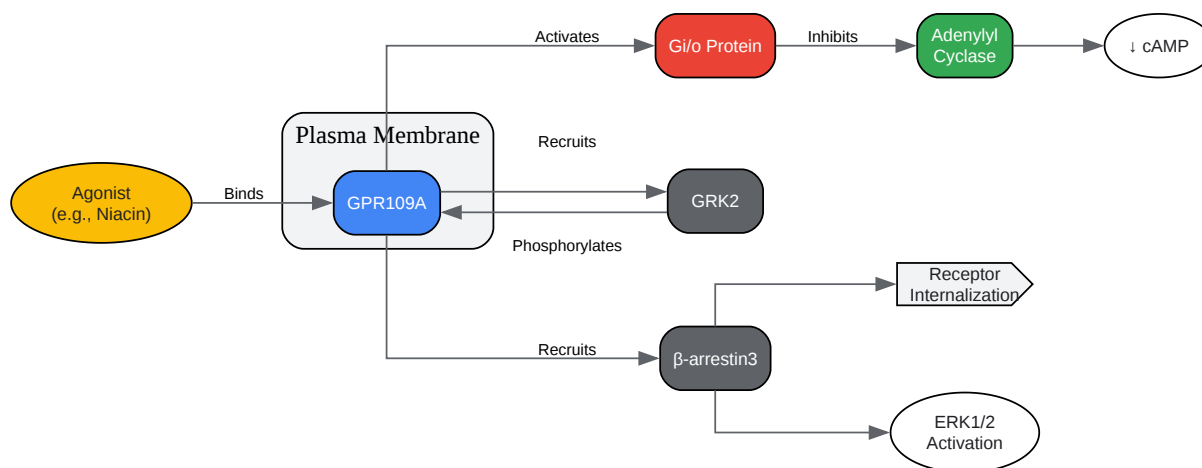 Activates
Gi/o Protein
Inhibits
Adenylyl
Cyclase
↓ cAMP
Plasma Membrane
Recruits
Agonist
(e.g., Niacin)
Binds
GPR109A
GRK2
Phosphorylates
Receptor
Internalization
Recruits
β-arrestin3
ERK1/2
Activation